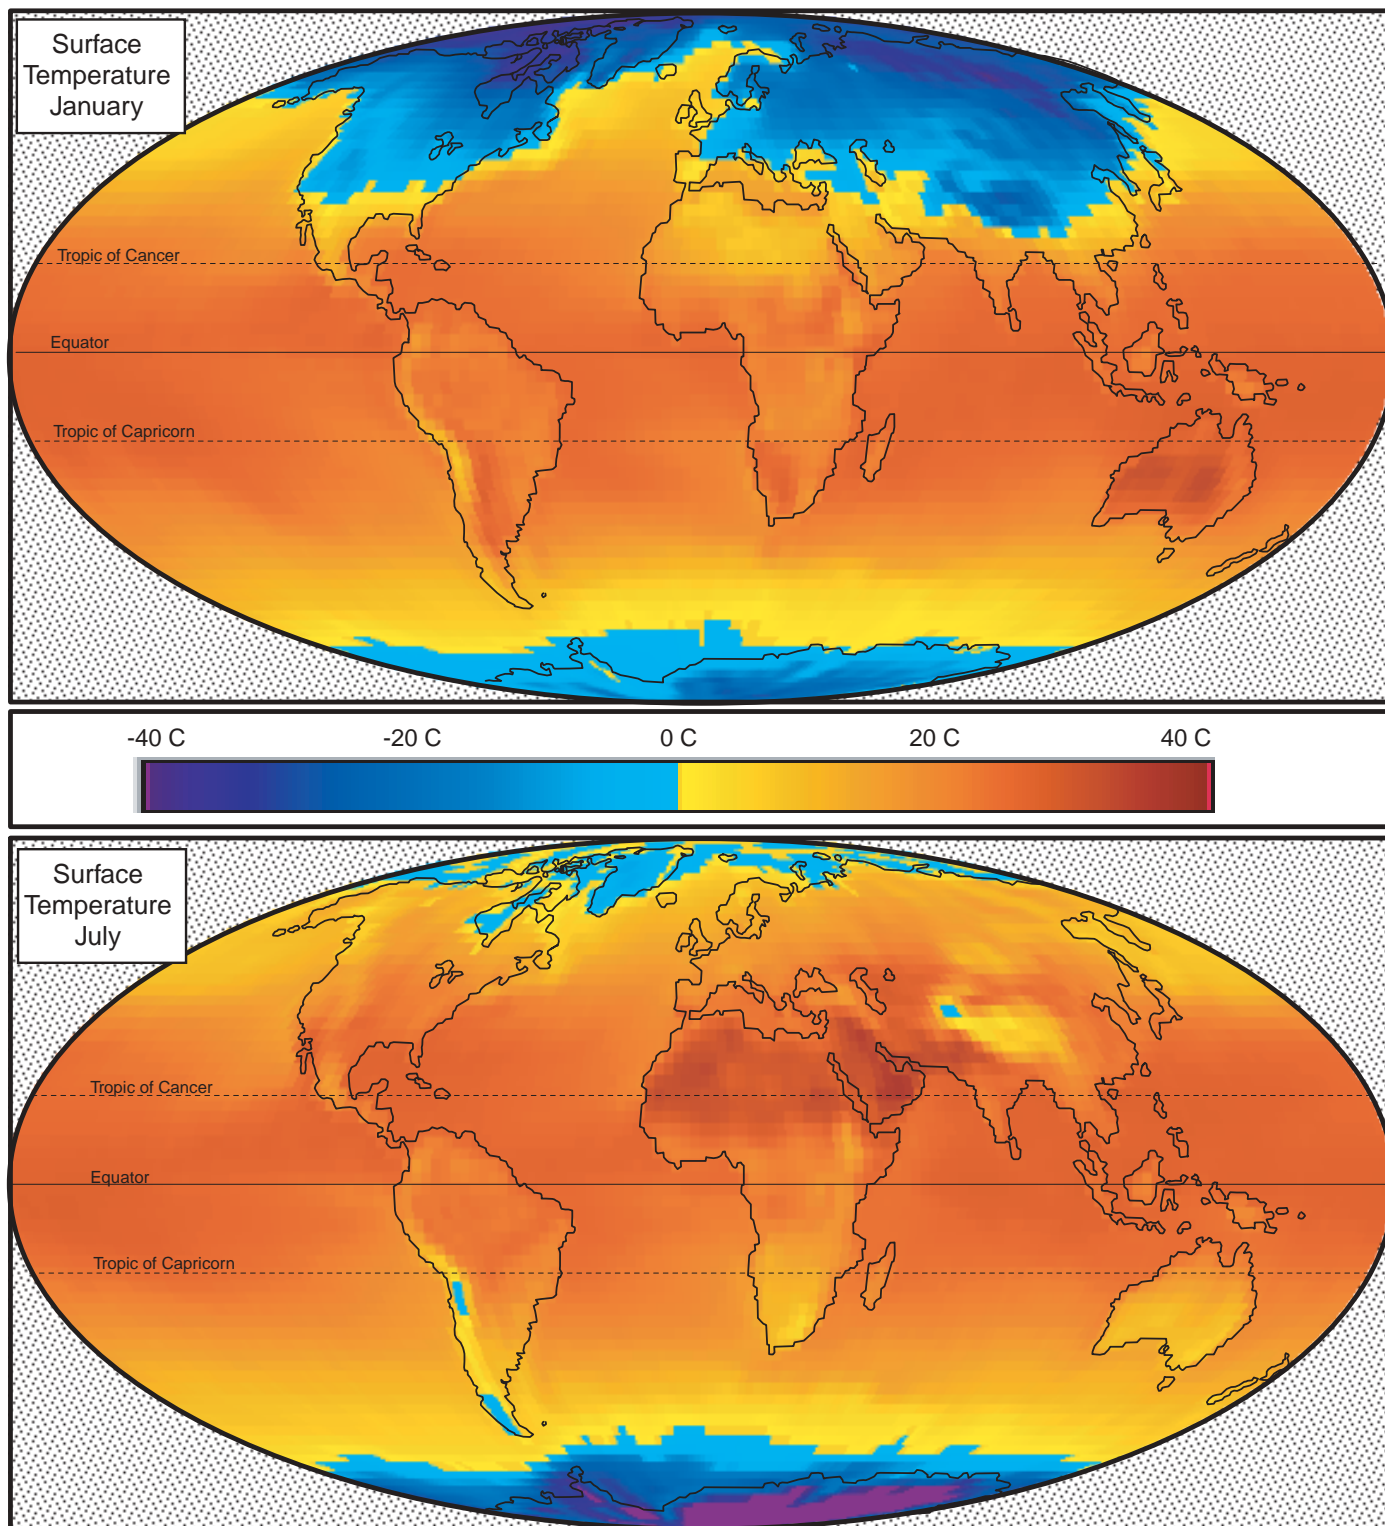 Surface
Temperature
January
Tropic of Cancer
Equator
Tropic of Capricorn
-40 C -20 C 0 C 20 C 40 C
Surface
Temperature
July
Tropic of Cancer
Equator
Tropic of Capricorn